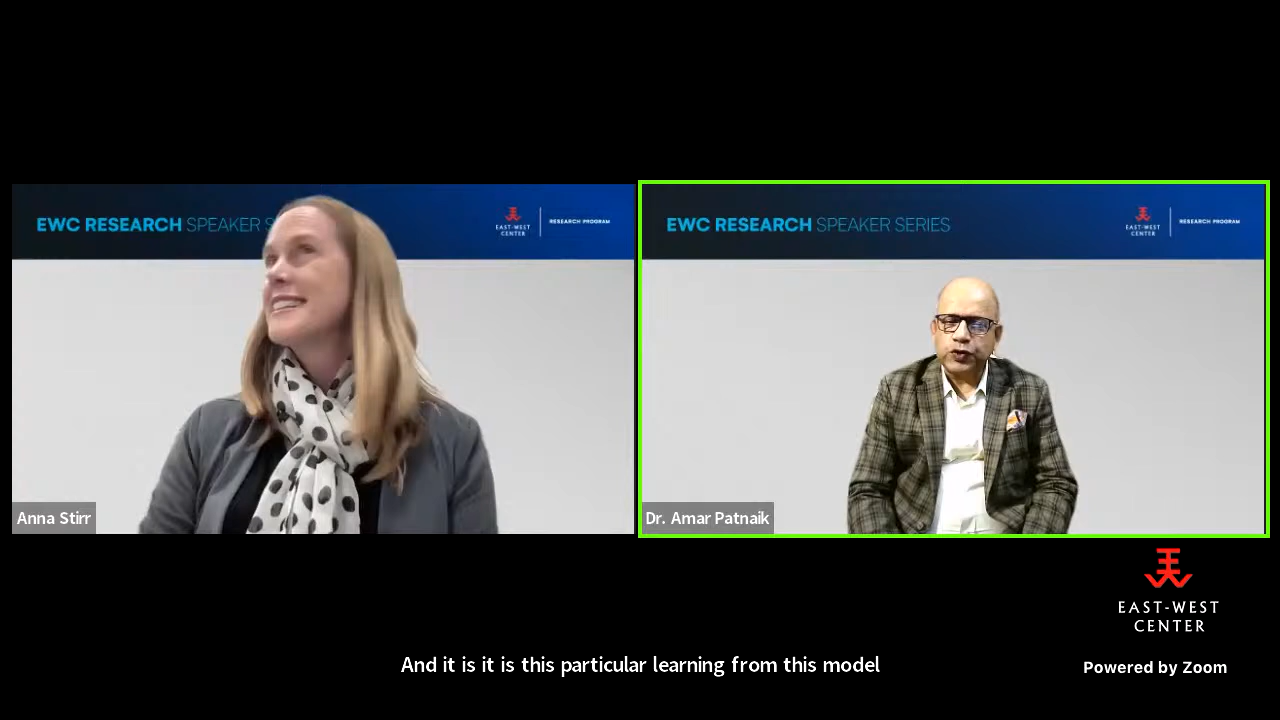 EWC RESEARCH SPEAKER S
EAST-WEST
CENTER
RESEARCH PROGRAM
EWC RESEARCH SPEAKER SERIES
EAST-WEST
CENTER
RESEARCH PROGRAM
Anna Stirr
Dr. Amar Patnaik
EAST-WEST
CENTER
And it is it is this particular learning from this model
Powered by Zoom